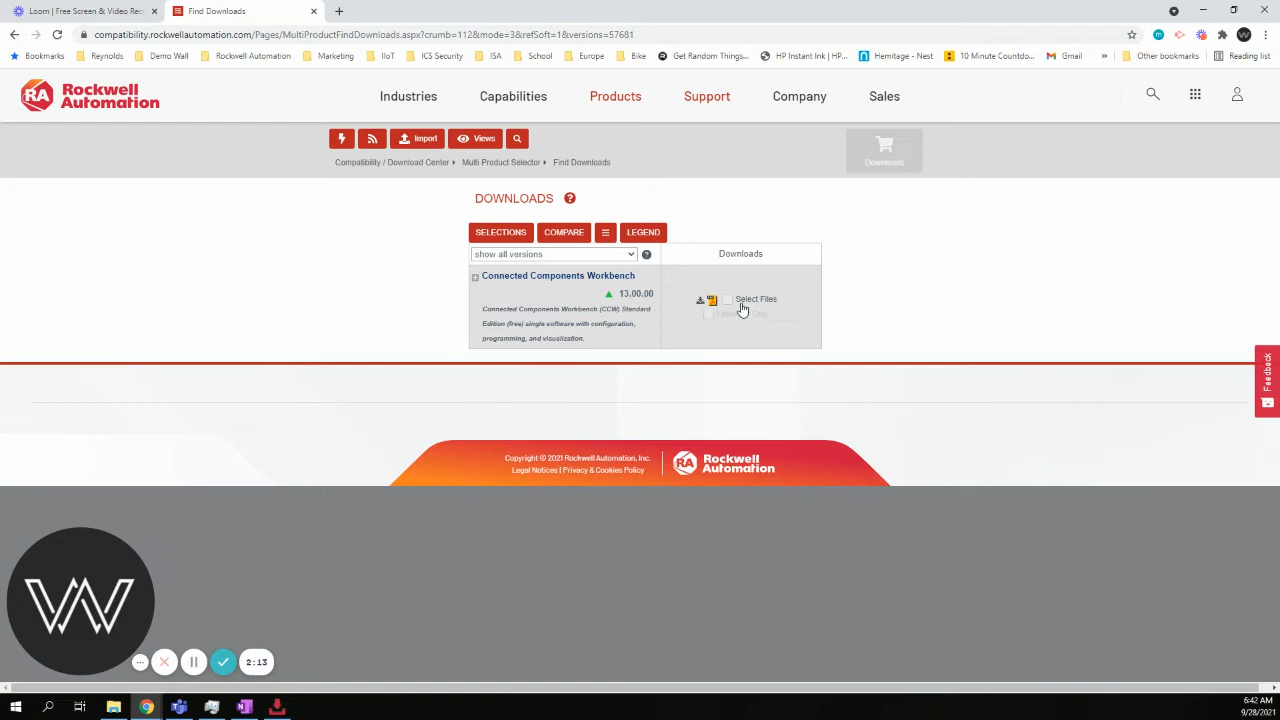 Loom | Free Screen & Video Rec
Find Downloads
compatibility.rockwellautomation.com/Pages/MultiProductFindDownloads.aspx?crumb=112&mode=3&refSoft=1&versions=57681
Bookmarks
Reynolds
Demo Wall
Rockwell Automation
Marketing
IIoT
ICS Security
ISA
School
Europe
Bike
Get Random Things...
HP Instant Ink | HP...
Hemitage - Nest
10 Minute Countdo...
Gmail
»
Other bookmarks
Reading list
RA Rockwell Automation
Industries
Capabilities
Products
Support
Company
Sales
Import
Views
Downloads
Compatibility / Download Center
Multi Product Selector
Find Downloads
DOWNLOADS
SELECTIONS
COMPARE
LEGEND
show all versions
Downloads
Connected Components Workbench
13.00.00
Connected Components Workbench (CCW) Standard
Edition (free) single software with configuration,
programming, and visualization.
Select Files
Feedback
Copyright © 2021 Rockwell Automation, Inc.
Legal Notices | Privacy & Cookies Policy
RA Rockwell Automation
W
2:13
6:42 AM
9/28/2021